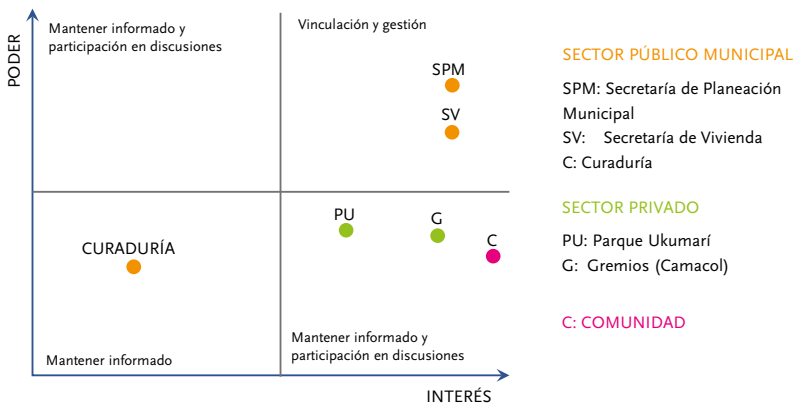 PODER
Mantener informado y
participación en discusiones
Vinculación y gestión
SPM
SV
CURADURÍA
PU
G
C
Mantener informado
Mantener informado y
participación en discusiones
INTERÉS
SECTOR PÚBLICO MUNICIPAL
SPM: Secretaría de Planeación
Municipal
SV: Secretaría de Vivienda
C: Curaduría
SECTOR PRIVADO
PU: Parque Ukumarí
G: Gremios (Camacol)
C: COMUNIDAD